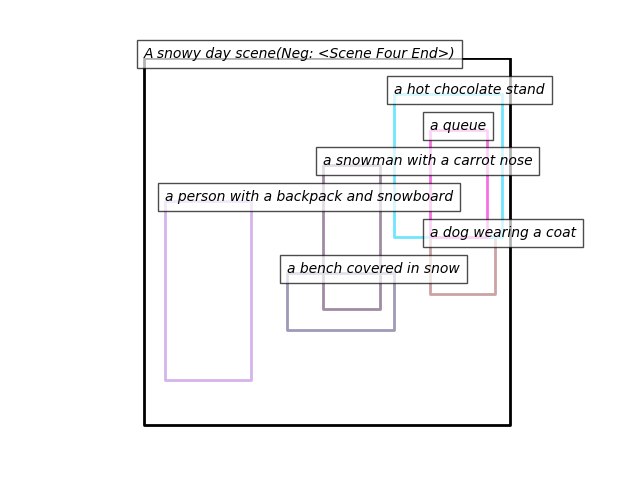 A snowy day scene(Neg: <Scene Four End>)
a hot chocolate stand
a queue
a snowman with a carrot nose
a person with a backpack and snowboard
a dog wearing a coat
a bench covered in snow